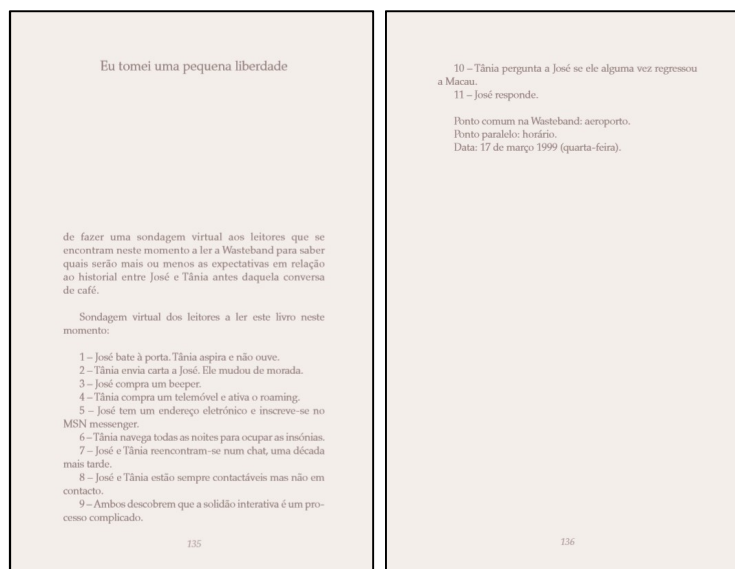 Eu tomei uma pequena liberdade
de fazer uma sondagem virtual aos leitores que se
encontram neste momento a ler a Wasteband para saber
quais serão mais ou menos as expectativas em relação
ao historial entre José e Tânia antes daquela conversa
de café.
Sondagem virtual dos leitores a ler este livro neste
momento:
1 – José bate à porta. Tânia aspira e não ouve.
2 – Tânia envia carta a José. Ele mudou de morada.
3 – José compra um beeper.
4 – Tânia compra um telemóvel e ativa o roaming.
5 – José tem um endereço eletrónico e inscreve-se no
MSN messenger.
6 – Tânia navega todas as noites para ocupar as insónias.
7 – José e Tânia reencontram-se num chat, uma década
mais tarde.
8 – José e Tânia estão sempre contactáveis mas não em
contacto.
9 – Ambos descobrem que a solidão interativa é um pro-
cesso complicado.
135
10 – Tânia pergunta a José se ele alguma vez regressou
a Macau.
11 – José responde.
Ponto comum na Wasteband: aeroporto.
Ponto paralelo: horário.
Data: 17 de março 1999 (quarta-feira).
136